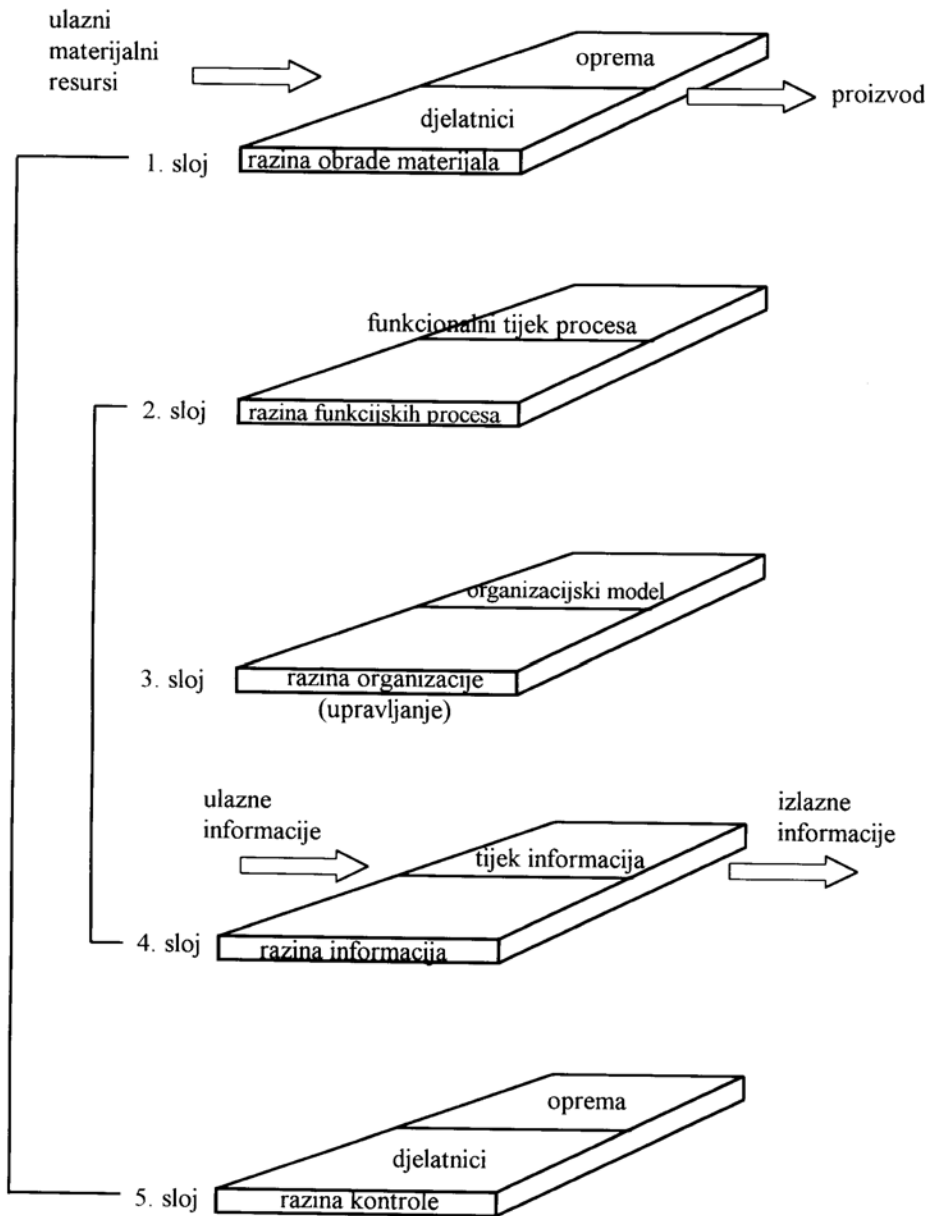 ulazni
materijalni
resursi
oprema
proizvod
djelatnici
1. sloj
razina obrade materijala
funkcionalni tijek procesa
2. sloj
razina funkcijskih procesa
organizacijski model
3. sloj
razina organizacije
(upravljanje)
ulazne
informacije
izlazne
informacije
tijek informacija
4. sloj
razina informacija
oprema
djelatnici
5. sloj
razina kontrole